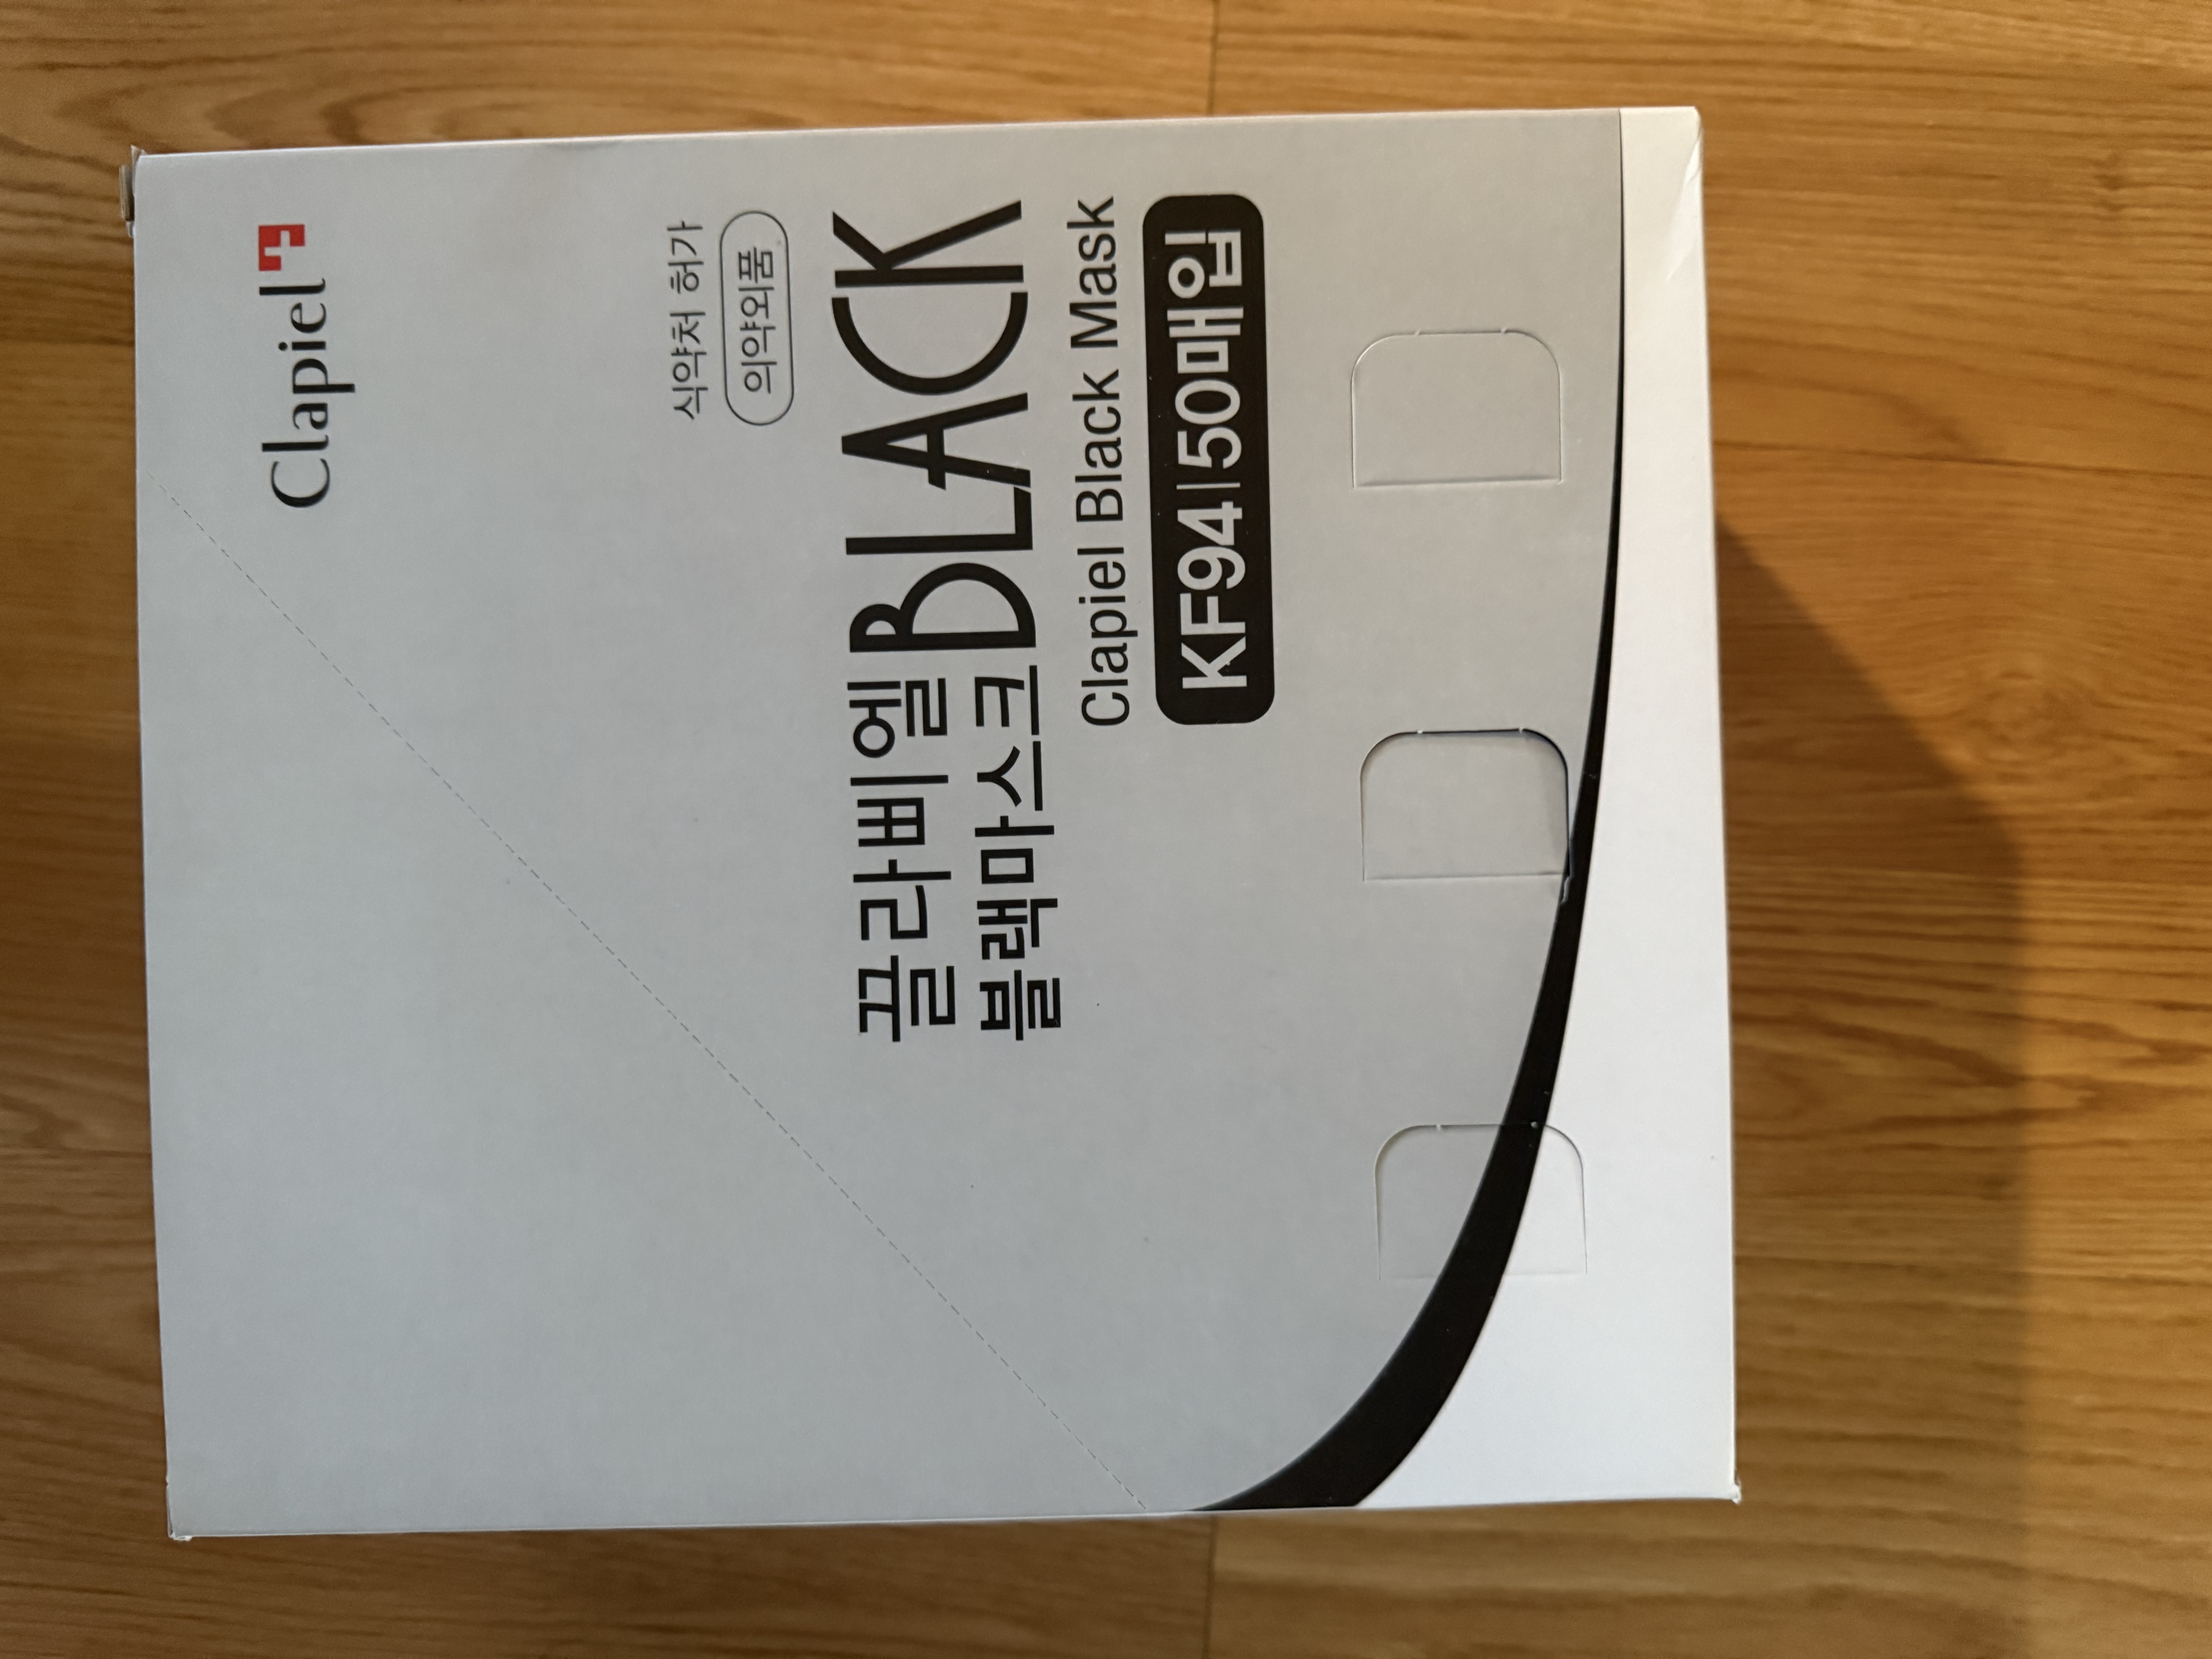 Clapiel
식약처 허가
의약외품
끌라삐엘 BLACK
블랙마스크
Clapiel Black Mask
KF94 | 50매입